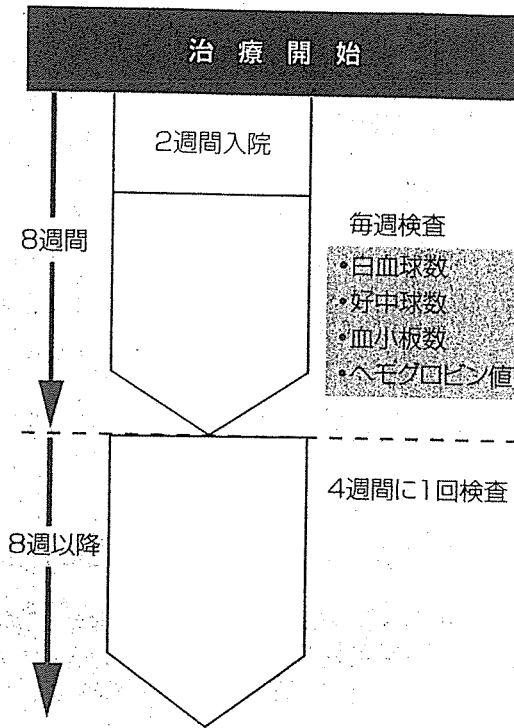 治療開始
2週間入院
8週間
毎週検査
・白血球数
・好中球数
・血小板数
・ヘモグロビン値
4週間に1回検査
8週以降